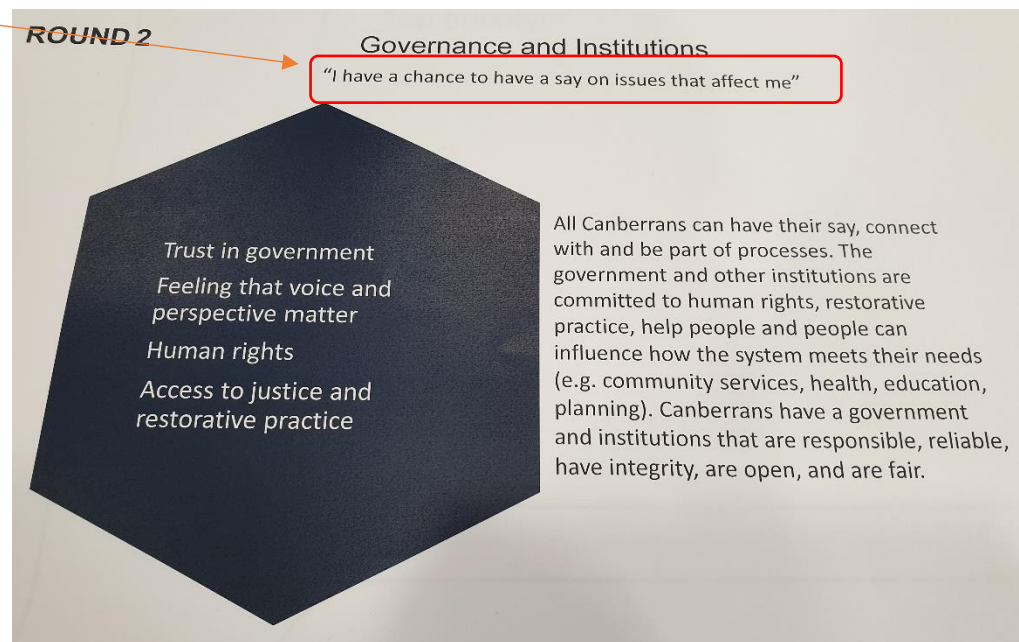 ROUND 2
Governance and Institutions
“I have a chance to have a say on issues that affect me”
Trust in government
Feeling that voice and
perspective matter
Human rights
Access to justice and
restorative practice
All Canberrans can have their say, connect
with and be part of processes. The
government and other institutions are
committed to human rights, restorative
practice, help people and people can
influence how the system meets their needs
(e.g. community services, health, education,
planning). Canberrans have a government
and institutions that are responsible, reliable,
have integrity, are open, and are fair.